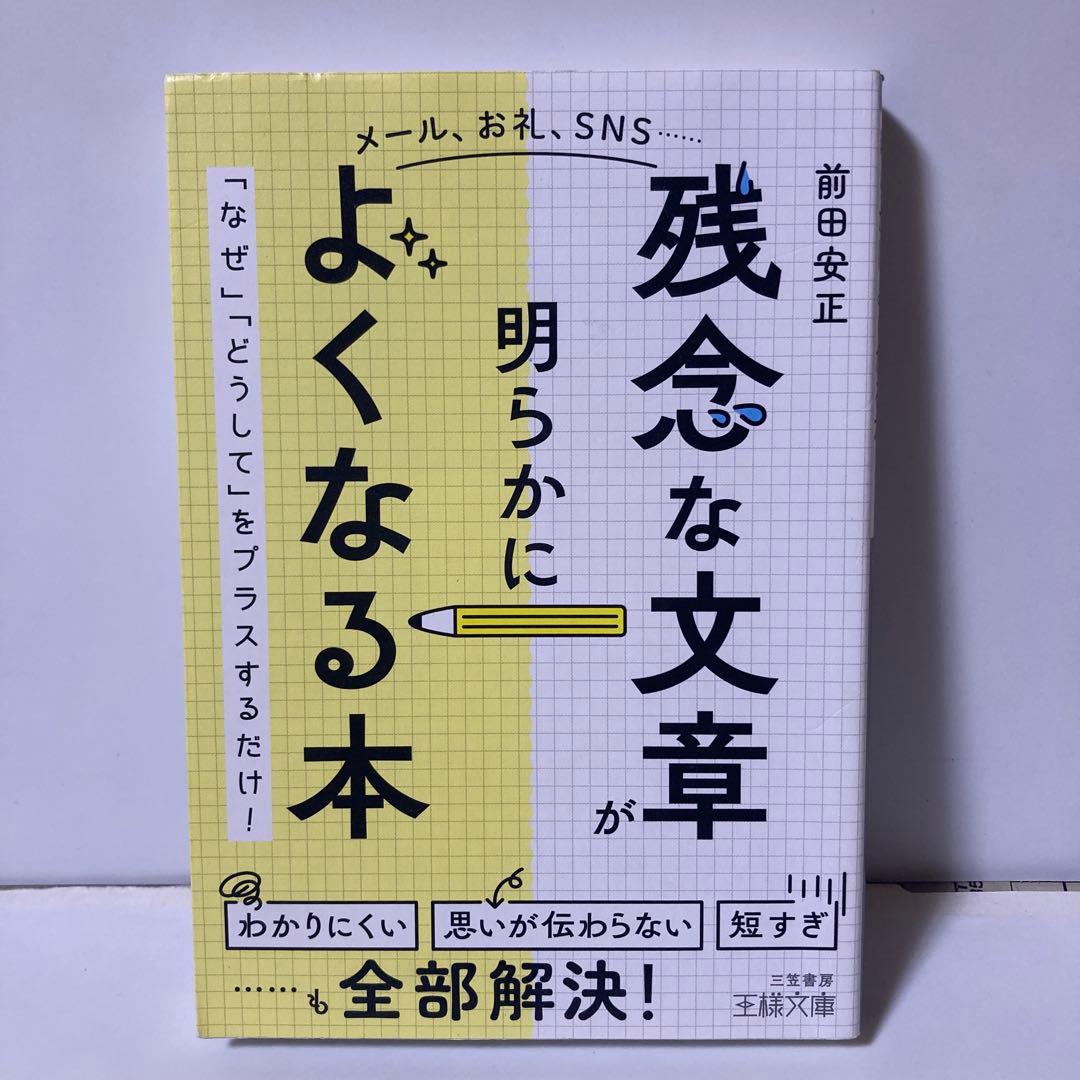 メール、お礼、SNS……
前田安正
残念な文章が
明らかに
よくなる本
「なぜ」「どうして」をプラスするだけ!
わかりにくい
思いが伝わらない
短すぎ
……も全部解決!
三笠書房
王様文庫